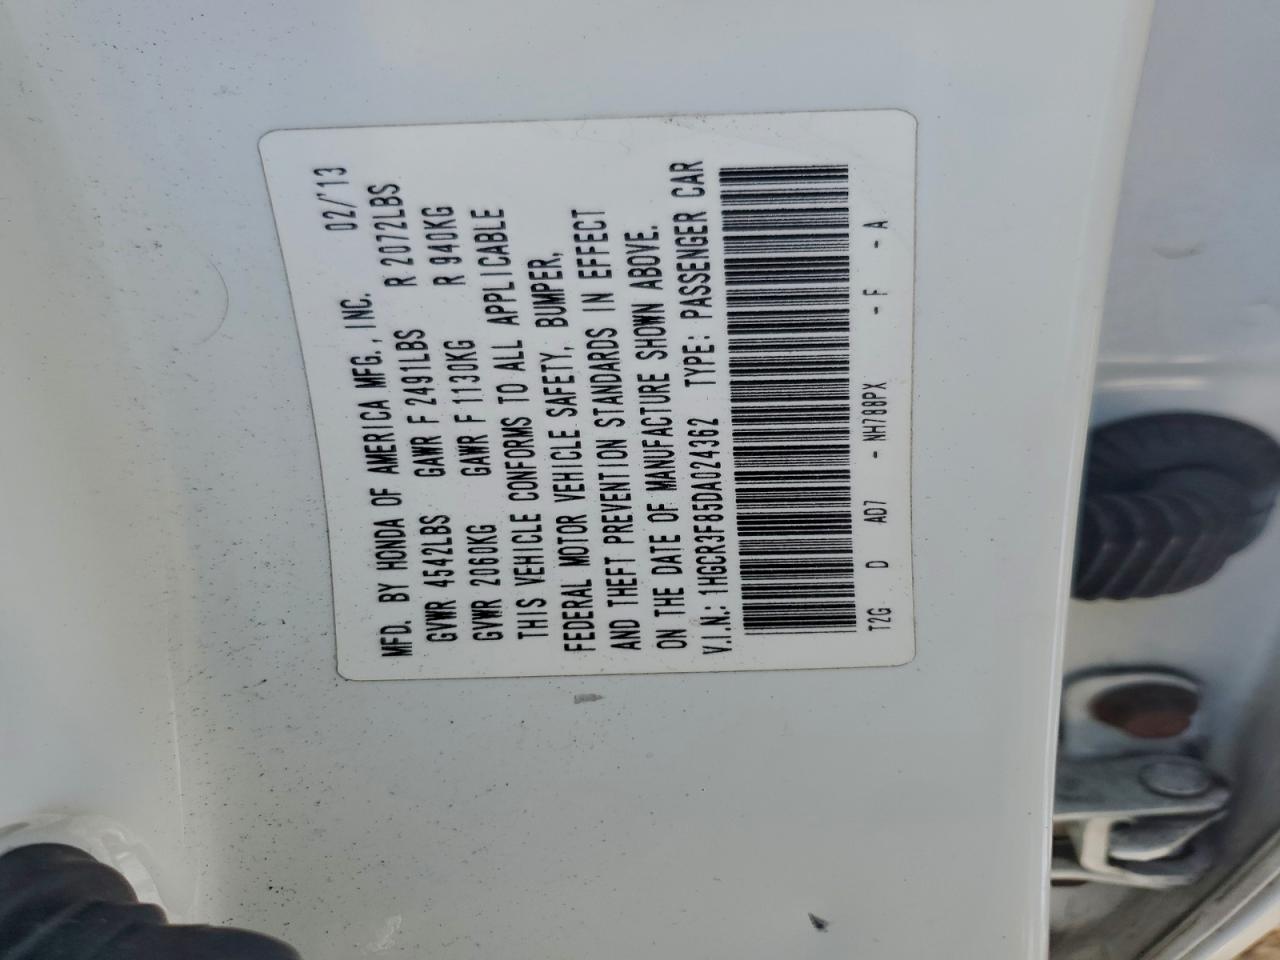 MFD. BY HONDA OF AMERICA MFG., INC. 02/'13
GVWR 4542LBS GAWR F 2491LBS R 2072LBS
GVWR 2060KG GAWR F 1130KG R 940KG
THIS VEHICLE CONFORMS TO ALL APPLICABLE
FEDERAL MOTOR VEHICLE SAFETY, BUMPER,
AND THEFT PREVENTION STANDARDS IN EFFECT
ON THE DATE OF MANUFACTURE SHOWN ABOVE.
V.I.N.: 1HGCR3F85DA024362 TYPE: PASSENGER CAR
T2G D AD7 - NH788PX - F - A